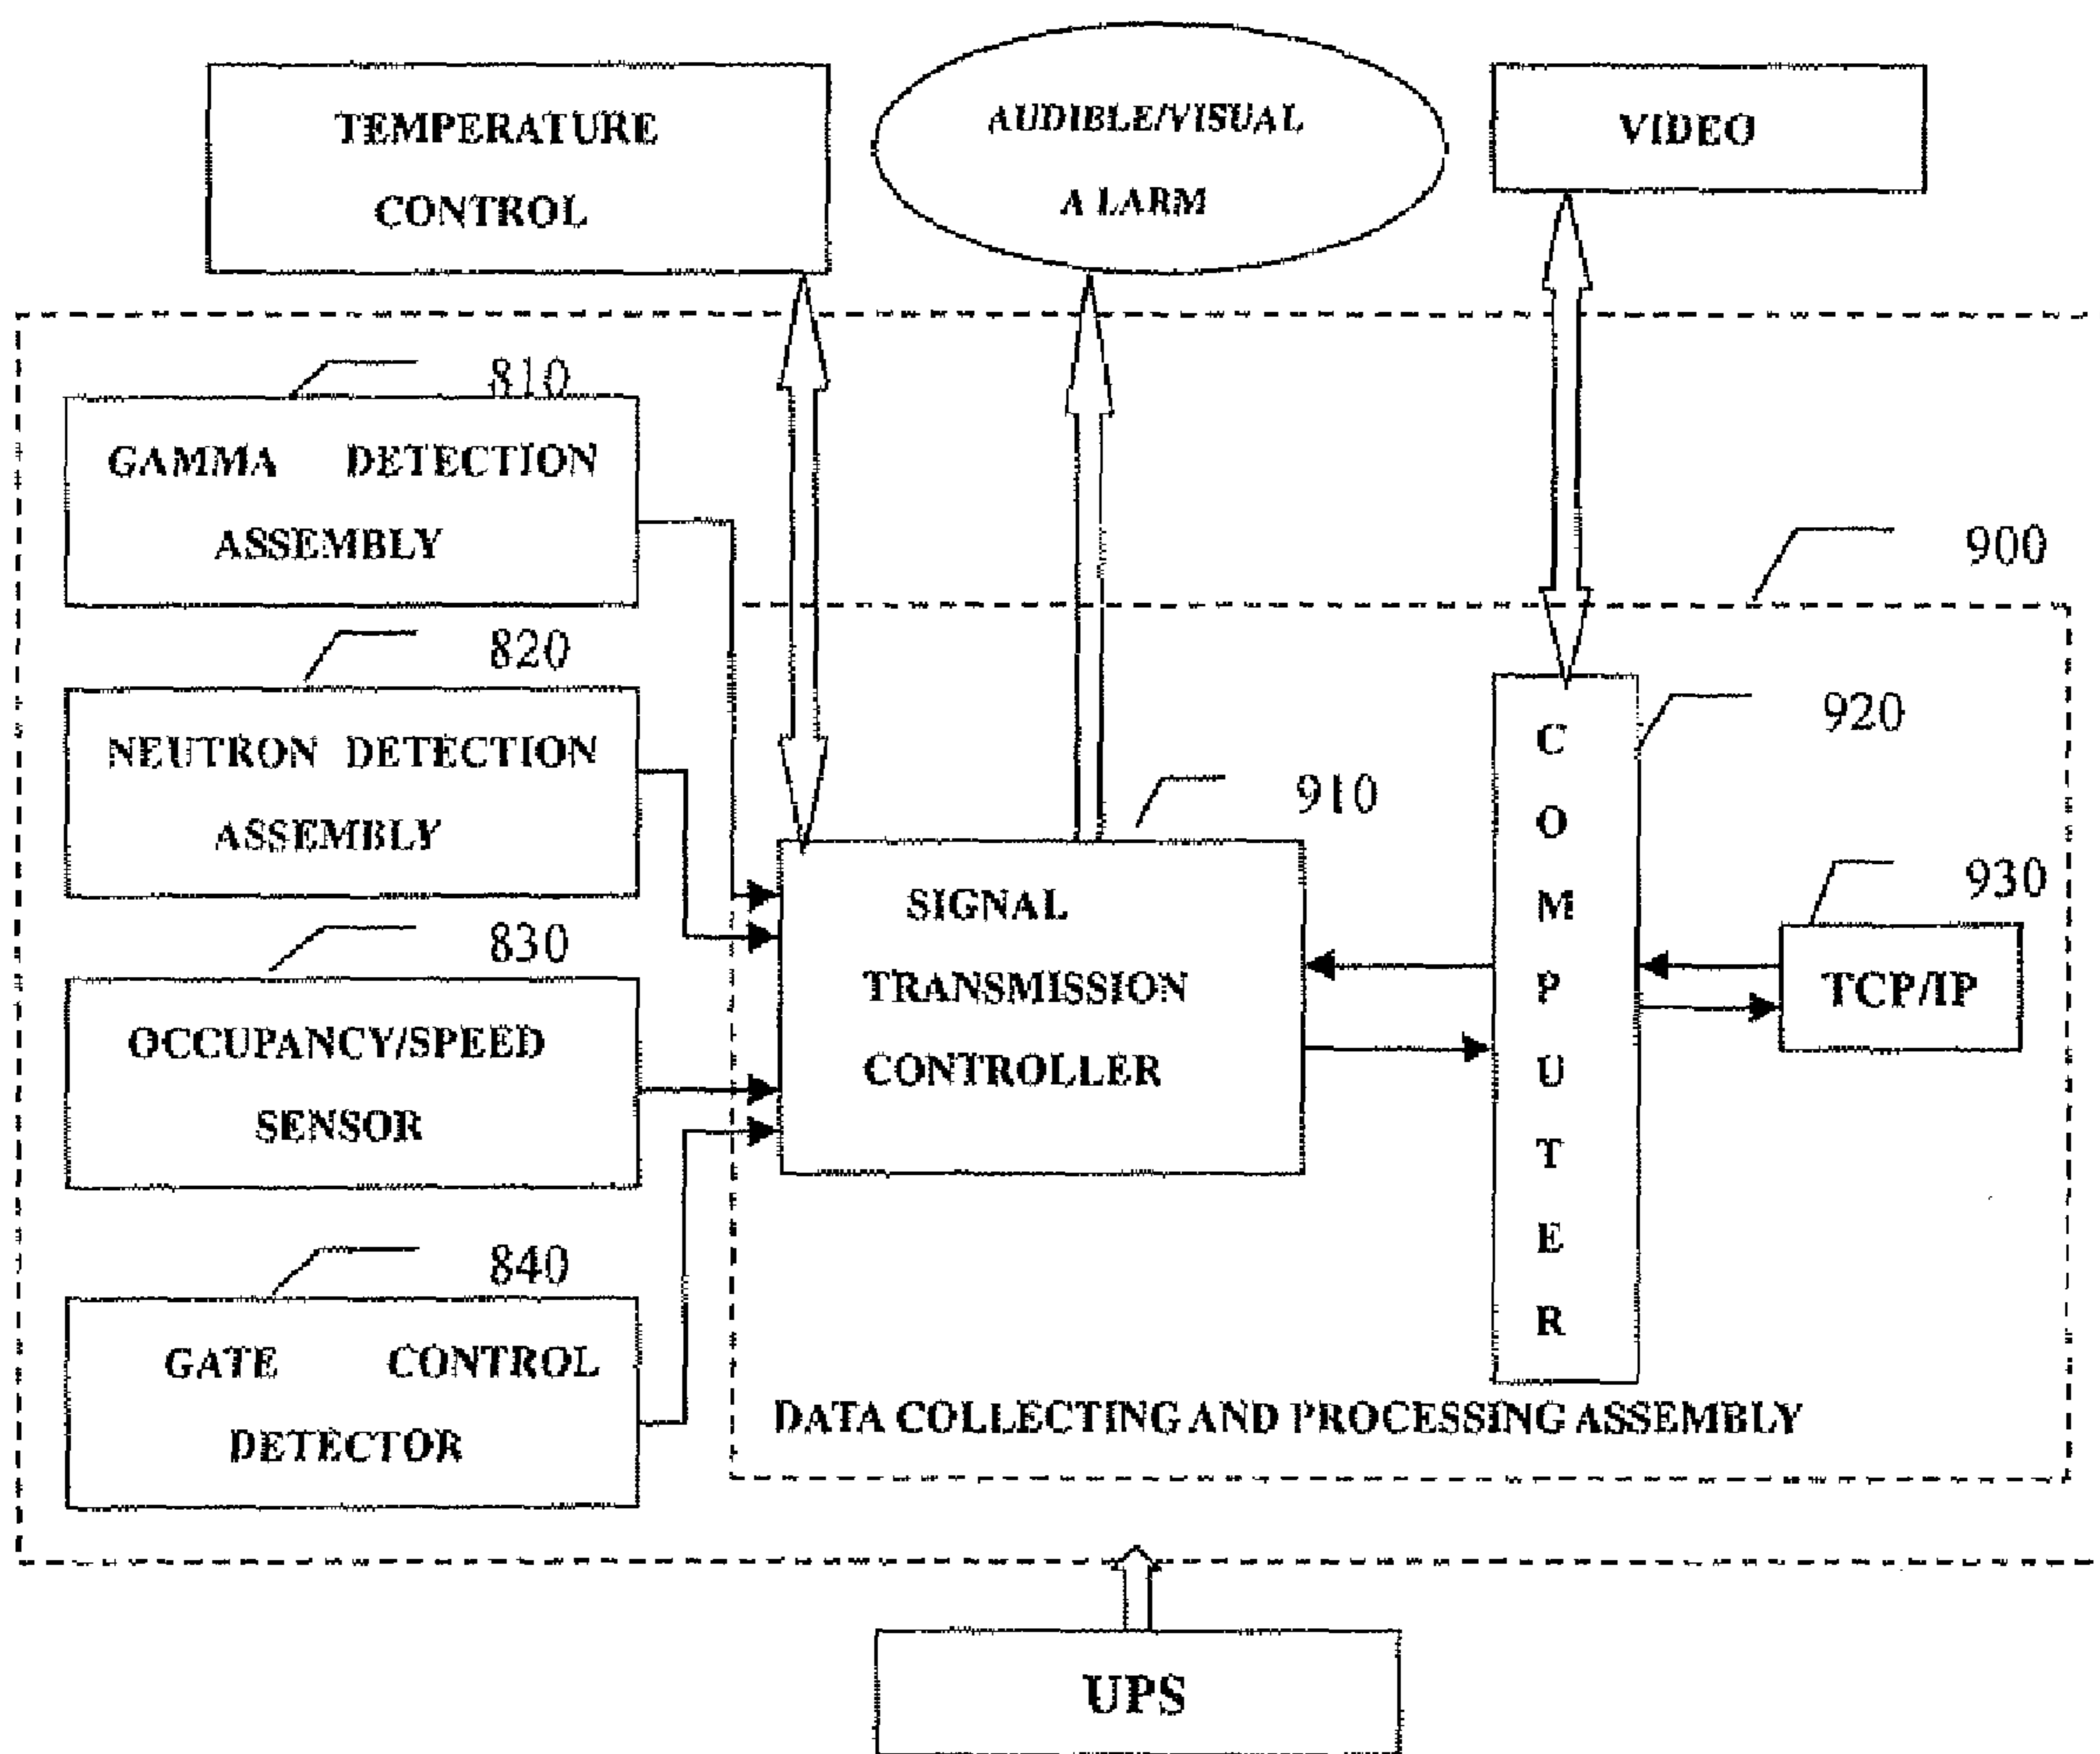 TEMPERATURE
CONTROL
AUDIBLE/VISUAL
A LARM
VIDEO
810
GAMMA DETECTION
ASSEMBLY
900
820
NEUTRON DETECTION
ASSEMBLY
920
910
COMPUTER
SIGNAL
TRANSMISSION
CONTROLLER
930
TCP/IP
830
OCCUPANCY/SPEED
SENSOR
840
GATE CONTROL
DETECTOR
DATA COLLECTING AND PROCESSING ASSEMBLY
UPS